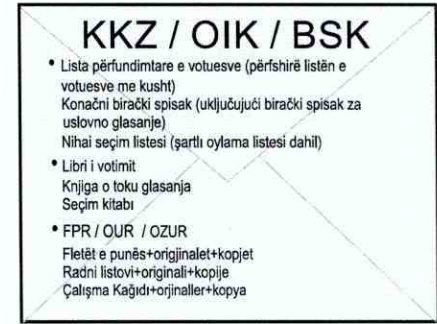 KKZ / OIK / BSK
• Lista përfundimtare e votuesve (përfshirë listën e
votuesve me kusht)
Konačni birački spisak (uključujući birački spisak za
uslovno glasanje)
Nihai seçim listesi (şartlı oylama listesi dahil)
• Libri i votimit
Knjiga o toku glasanja
Seçim kitabı
• FPR / OUR / OZUR
Fletët e punës+origjinalet+kopjet
Radni listovi+originali+kopije
Çalışma Kağıdı+orjinaller+kopya